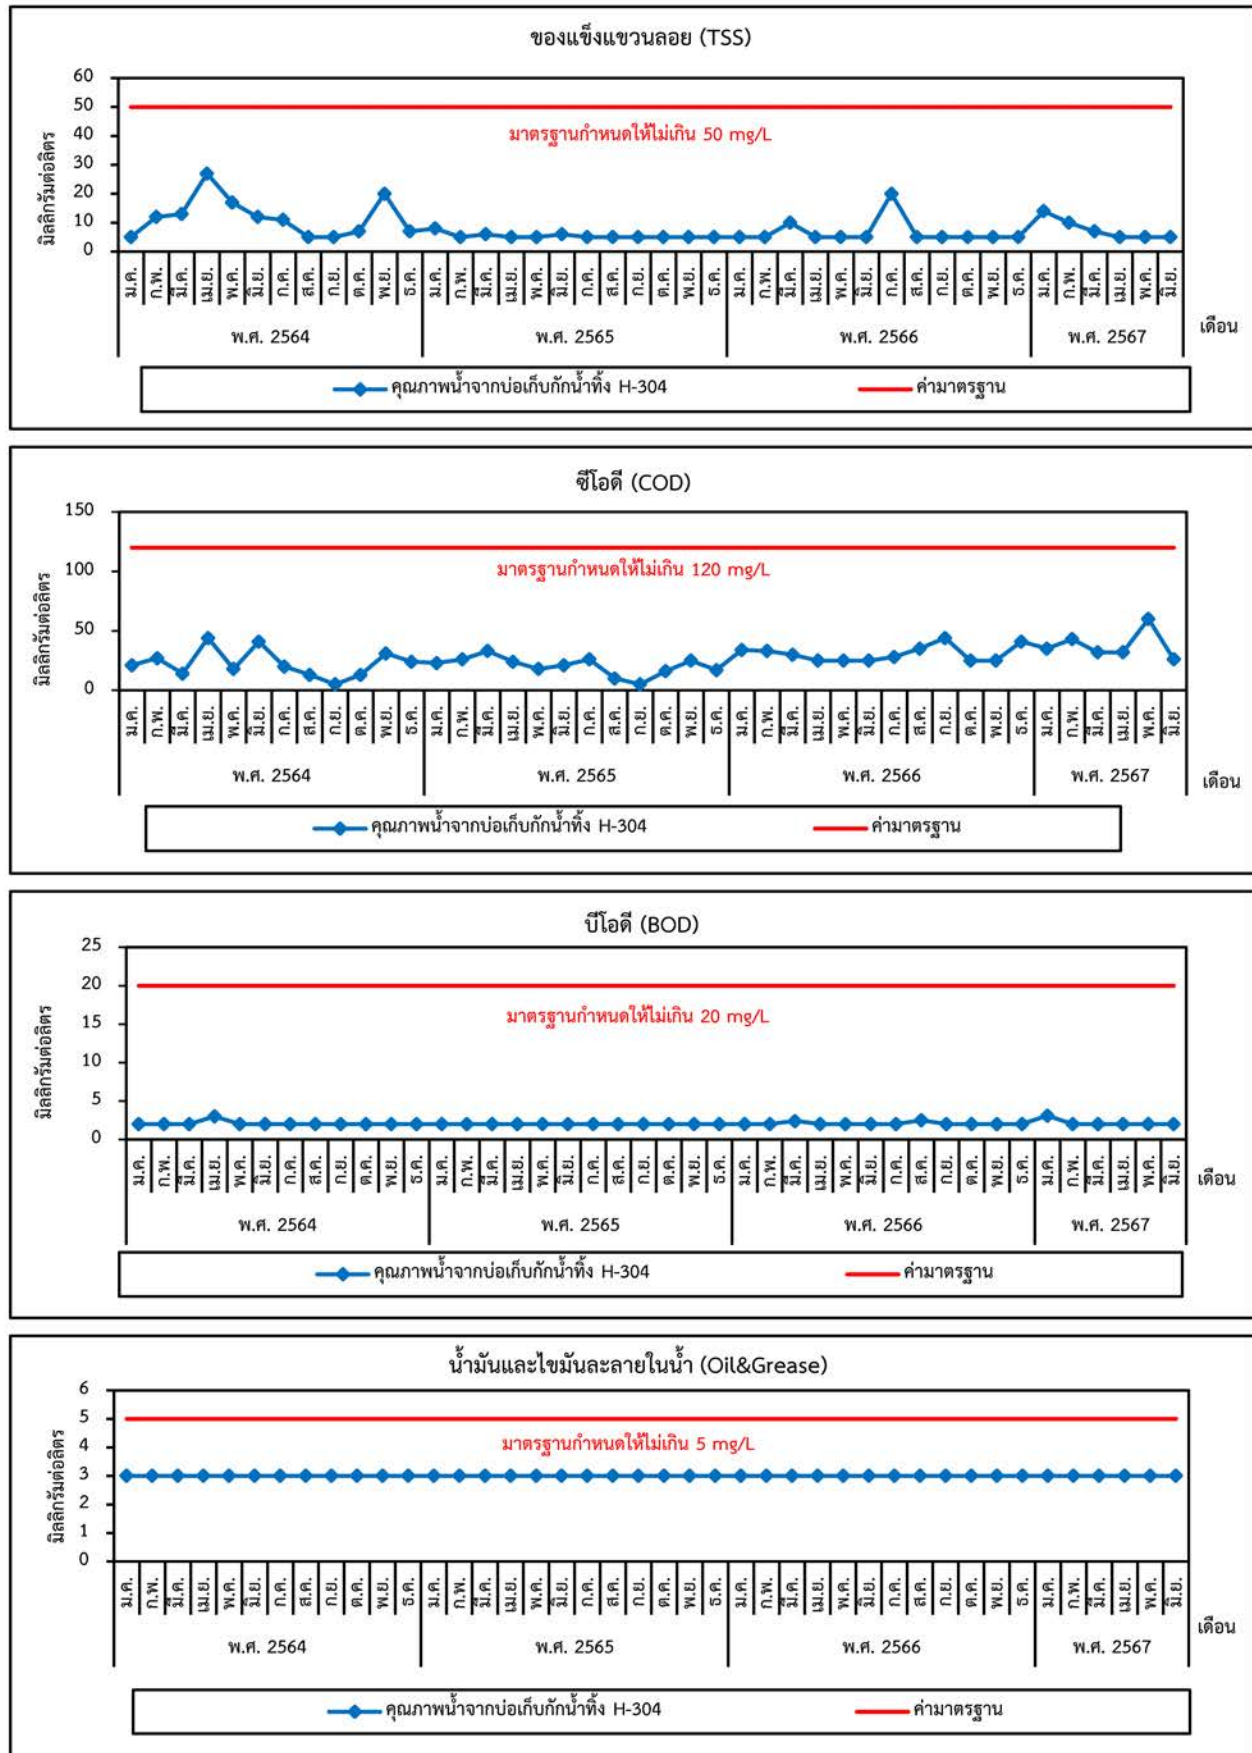 ของแข็งแขวนลอย (TSS)
มิลลิกรัมต่อลิตร
60
50
40
30
20
10
0
มาตรฐานกำหนดให้ไม่เกิน 50 mg/L
ม.ค. ก.พ. มี.ค. เม.ย. พ.ค. มิ.ย. ก.ค. ส.ค. ก.ย. ต.ค. พ.ย. ธ.ค. ม.ค. ก.พ. มี.ค. เม.ย. พ.ค. มิ.ย. ก.ค. ส.ค. ก.ย. ต.ค. พ.ย. ธ.ค. ม.ค. ก.พ. มี.ค. เม.ย. พ.ค. มิ.ย. ก.ค. ส.ค. ก.ย. ต.ค. พ.ย. ธ.ค. ม.ค. ก.พ. มี.ค. เม.ย. พ.ค. มิ.ย.
พ.ศ. 2564 พ.ศ. 2565 พ.ศ. 2566 พ.ศ. 2567 เดือน
คุณภาพน้ำจากบ่อเก็บกักน้ำทิ้ง H-304 ค่ามาตรฐาน
ซีโอดี (COD)
มิลลิกรัมต่อลิตร
150
100
50
0
มาตรฐานกำหนดให้ไม่เกิน 120 mg/L
ม.ค. ก.พ. มี.ค. เม.ย. พ.ค. มิ.ย. ก.ค. ส.ค. ก.ย. ต.ค. พ.ย. ธ.ค. ม.ค. ก.พ. มี.ค. เม.ย. พ.ค. มิ.ย. ก.ค. ส.ค. ก.ย ต.ค. พ.ย. ธ.ค. ม.ค. ก.พ. มี.ค. เม.ย. พ.ค. มิ.ย. ก.ค. ส.ค. ก.ย. ต.ค. พ.ย. ธ.ค. ม.ค. ก.พ. มี.ค. เม.ย. พ.ค. มิ.ย.
พ.ศ. 2564 พ.ศ. 2565 พ.ศ. 2566 พ.ศ. 2567 เดือน
คุณภาพน้ำจากบ่อเก็บกักน้ำทิ้ง H-304 ค่ามาตรฐาน
บีโอดี (BOD)
มิลลิกรัมต่อลิตร
25
20
15
10
5
0
มาตรฐานกำหนดให้ไม่เกิน 20 mg/L
ม.ค. ก.พ. มี.ค. เม.ย. พ.ค. มิ.ย. ก.ค. ส.ค. ก.ย. ต.ค. พ.ย. ธ.ค. ม.ค. ก.พ. มี.ค. เม.ย. พ.ค. มิ.ย. ก.ค. ส.ค. ก.ย. ต.ค. พ.ย. ธ.ค. ม.ค. ก.พ. มี.ค. เม.ย. พ.ค. มิ.ย. ก.ค. ส.ค. ก.ย. ต.ค. พ.ย. ธ.ค. ม.ค. ก.พ. มี.ค. เม.ย. พ.ค. มิ.ย. เดือน
พ.ศ. 2564 พ.ศ. 2565 พ.ศ. 2566 พ.ศ. 2567
คุณภาพน้ำจากบ่อเก็บกักน้ำทิ้ง H-304 ค่ามาตรฐาน
น้ำมันและไขมันละลายในน้ำ (Oil&Grease)
มิลลิกรัมต่อลิตร
6
5
4
3
2
1
0
มาตรฐานกำหนดให้ไม่เกิน 5 mg/L
ม.ค. ก.พ. มี.ค. เม.ย. พ.ค. มิ.ย. ก.ค. ส.ค. ก.ย. ต.ค. พ.ย. ธ.ค. ม.ค. ก.พ. มี.ค. เม.ย. พ.ค. มิ.ย. ก.ค. ส.ค. ก.ย. ต.ค. พ.ย. ธ.ค. ม.ค. ก.พ. มี.ค. เม.ย. พ.ค. มิ.ย. ก.ค. ส.ค. ก.ย. ต.ค. พ.ย. ธ.ค. ม.ค. ก.พ. มี.ค. เม.ย. พ.ค. มิ.ย.
พ.ศ. 2564 พ.ศ. 2565 พ.ศ. 2566 พ.ศ. 2567 เดือน
คุณภาพน้ำจากบ่อเก็บกักน้ำทิ้ง H-304 ค่ามาตรฐาน